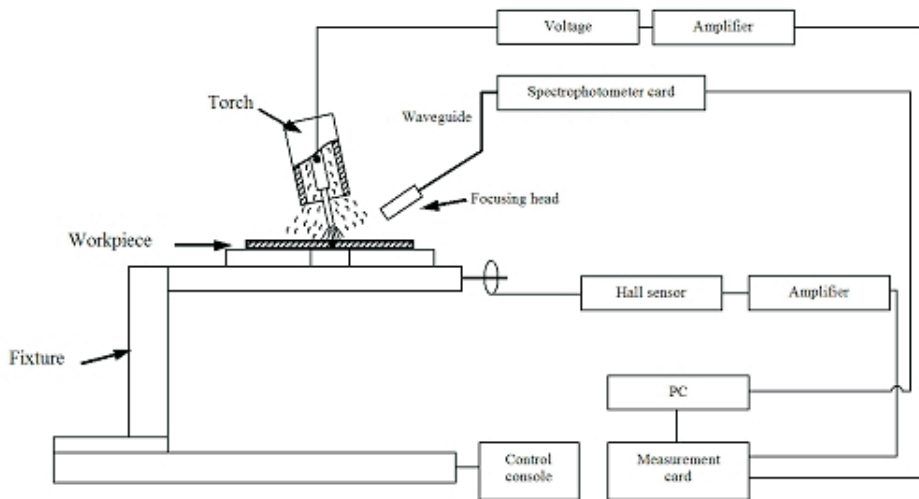 Voltage
Amplifier
Torch
Spectrophotometer card
Waveguide
Focusing head
Workpiece
Hall sensor
Amplifier
Fixture
PC
Control
console
Measurement
card